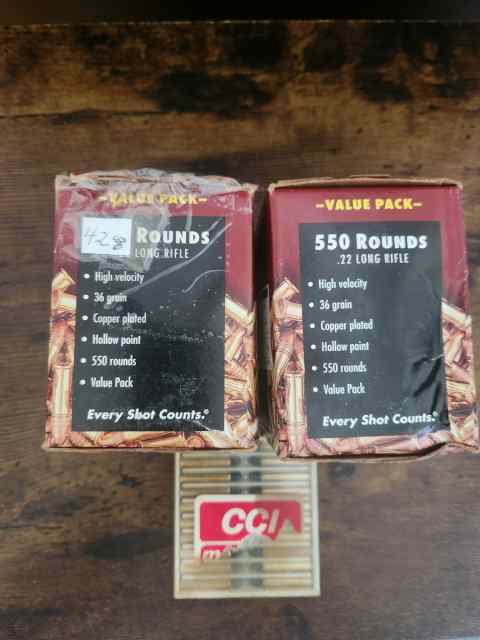 –VALUE PACK–
ROUNDS
LONG RIFLE
• High velocity
• 36 grain
• Copper plated
• Hollow point
• 550 rounds
• Value Pack
Every Shot Counts.®
–VALUE PACK–
550 ROUNDS
.22 LONG RIFLE
• High velocity
• 36 grain
• Copper plated
• Hollow point
• 550 rounds
• Value Pack
Every Shot Counts.®
CCI